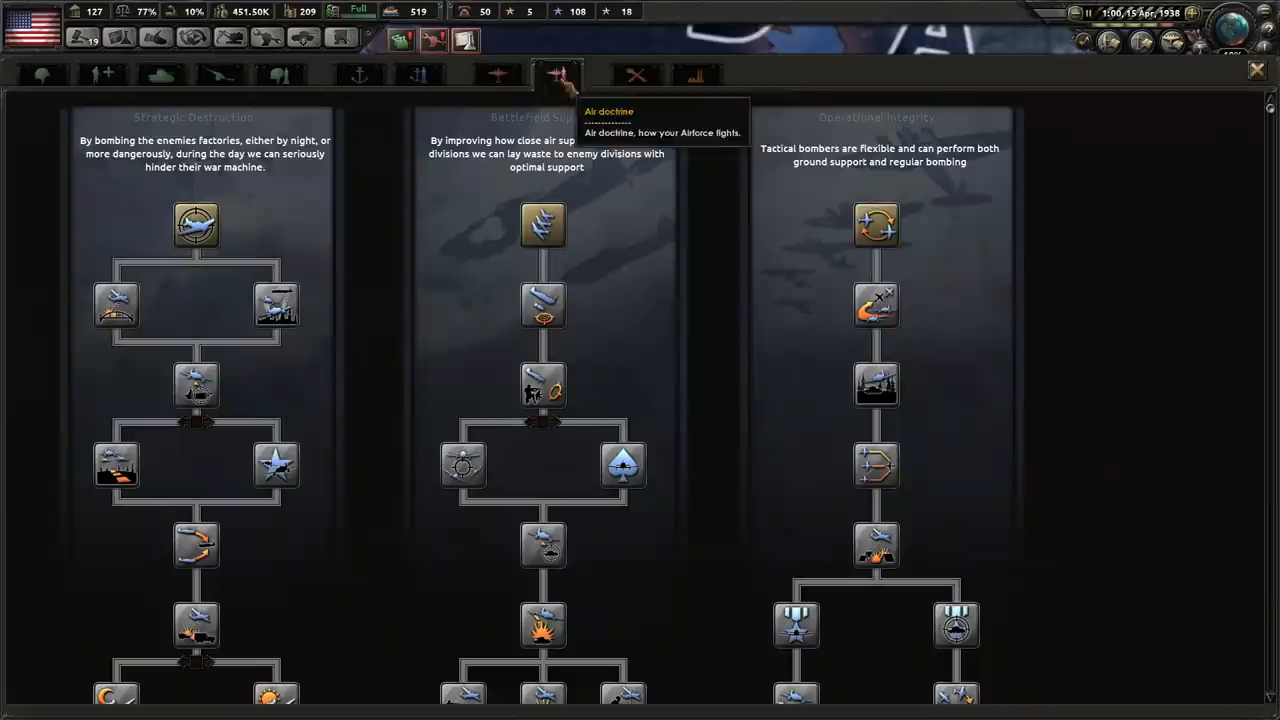 127 77% 10% 451.50K 209 Full 519 50 5 108 18 1:00, 15 Apr, 1938
19
Air doctrine
Air doctrine, how your Airforce fights.
Strategic Destruction
By bombing the enemies factories, either by night, or
more dangerously, during the day we can seriously
hinder their war machine.
Battlefield Sup
By improving how close air sup
divisions we can lay waste to enemy divisions with
optimal support
Operational Integrity
Tactical bombers are flexible and can perform both
ground support and regular bombing